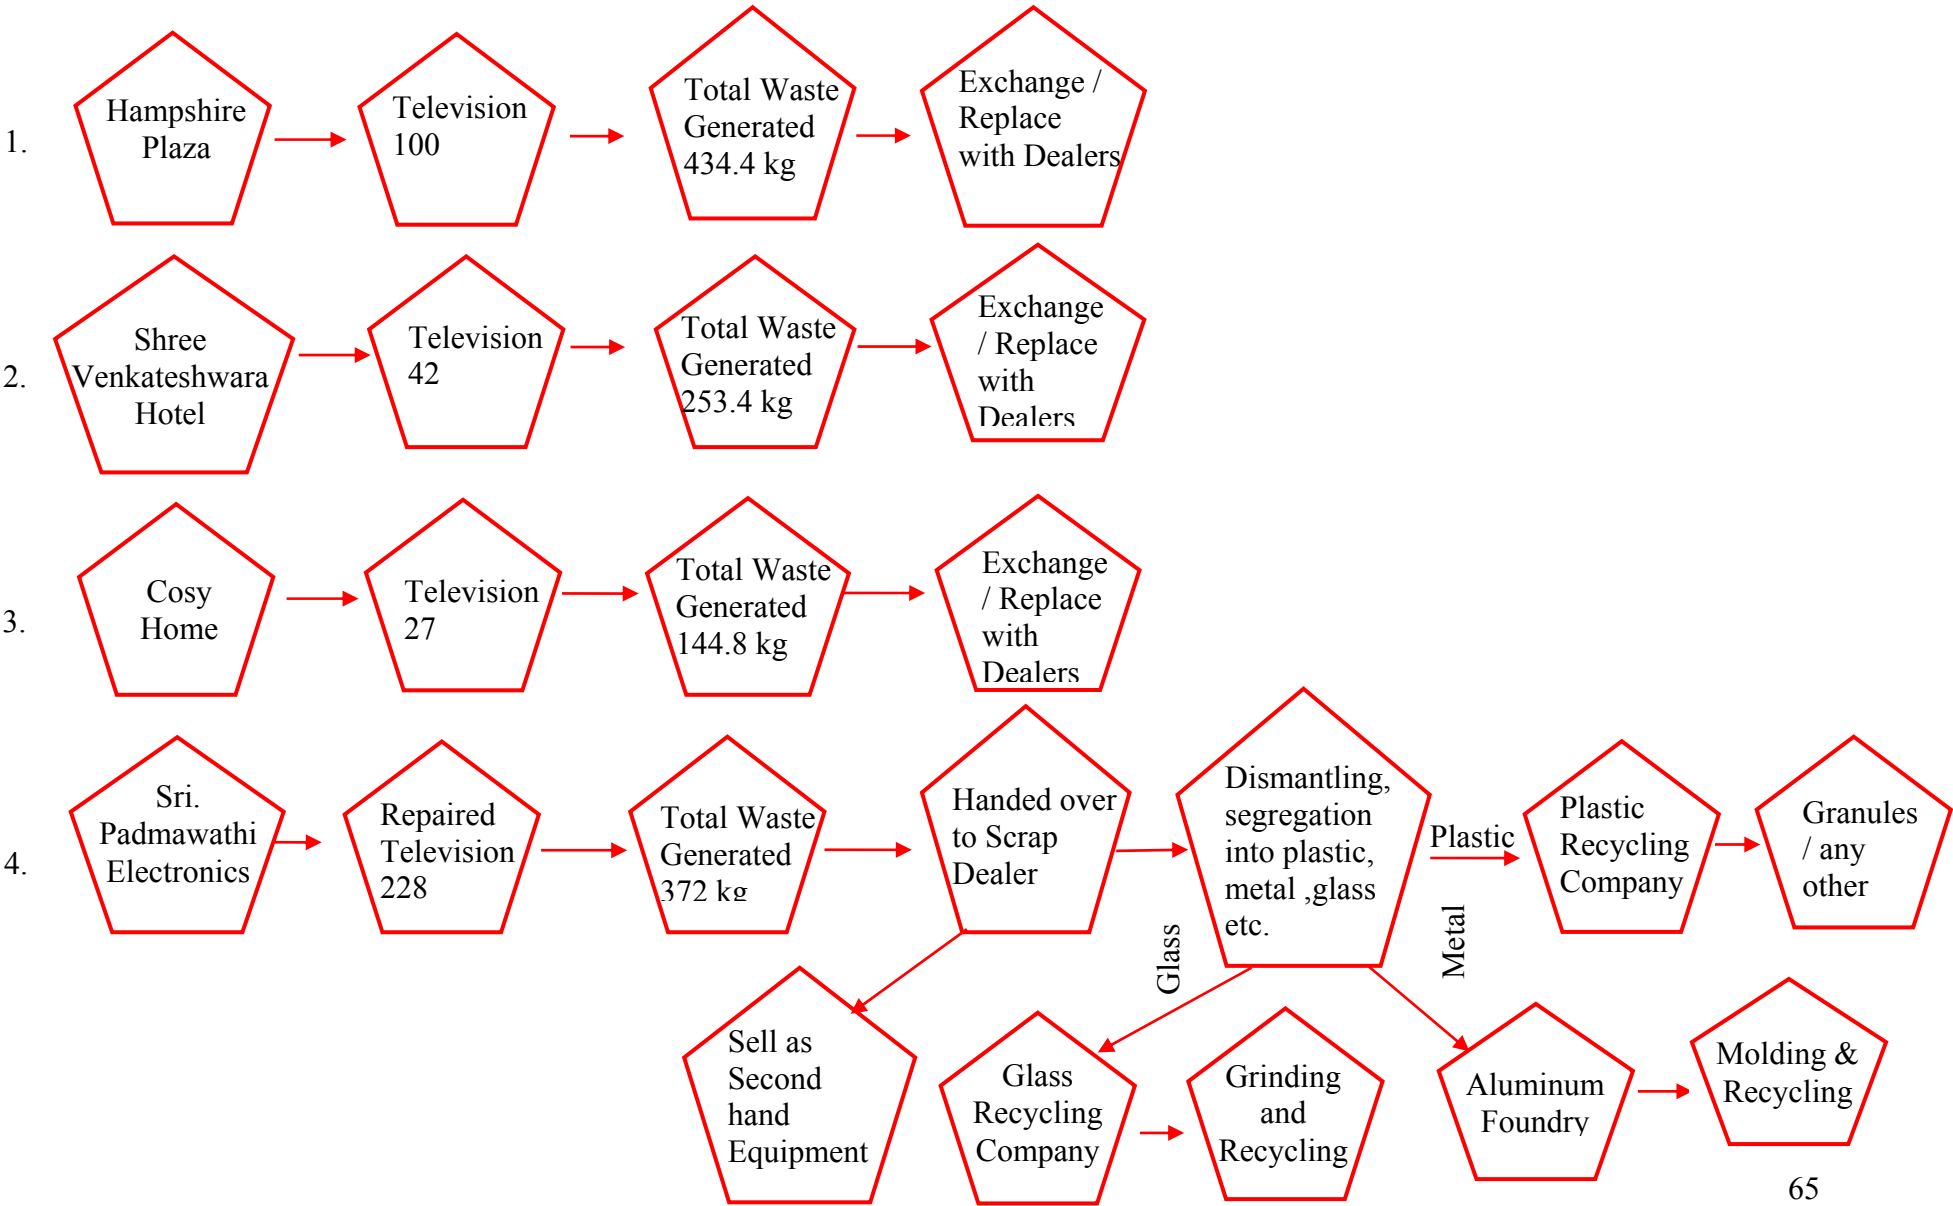 1.
Hampshire
Plaza
Television
100
Total Waste
Generated
434.4 kg
Exchange /
Replace
with Dealers
2.
Shree
Venkateshwara
Hotel
Television
42
Total Waste
Generated
253.4 kg
Exchange
/ Replace
with
Dealers
3.
Cosy
Home
Television
27
Total Waste
Generated
144.8 kg
Exchange
/ Replace
with
Dealers
4.
Sri.
Padmawathi
Electronics
Repaired
Television
228
Total Waste
Generated
372 kg
Handed over
to Scrap
Dealer
Dismantling,
segregation
into plastic,
metal ,glass
etc.
Plastic
Plastic
Recycling
Company
Granules
/ any
other
Glass
Metal
Sell as
Second
hand
Equipment
Glass
Recycling
Company
Grinding
and
Recycling
Aluminum
Foundry
Molding &
Recycling
65